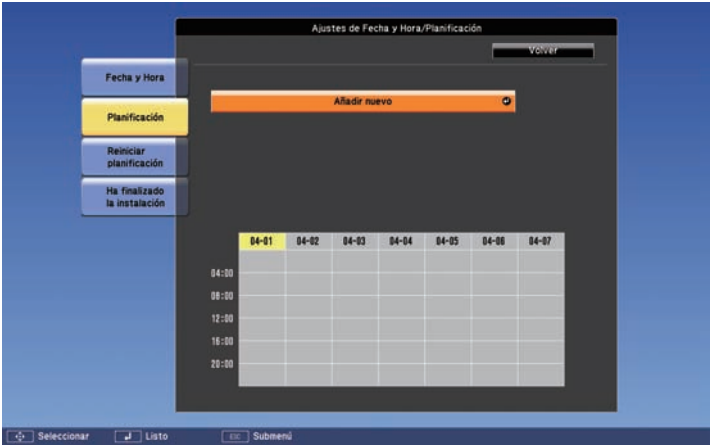 Ajustes de Fecha y Hora/Planificación
Volver
Fecha y Hora
Añadir nuevo
Planificación
Reiniciar
planificación
Ha finalizado
la instalación
04-01 04-02 04-03 04-04 04-05 04-06 04-07
04:00
08:00
12:00
16:00
20:00
Seleccionar Listo ESC Submenú